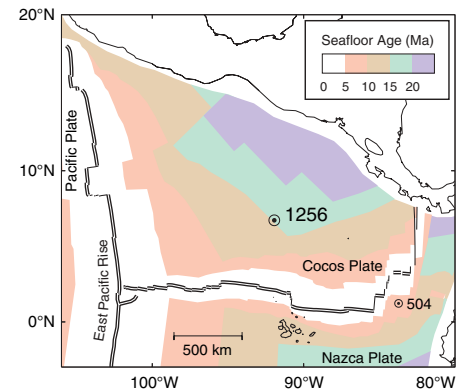 20°N
Seafloor Age (Ma)
0 5 10 15 20
Pacific Plate
10°N
1256
Cocos Plate
East Pacific Rise
504
0°N
500 km
Nazca Plate
100°W 90°W 80°W